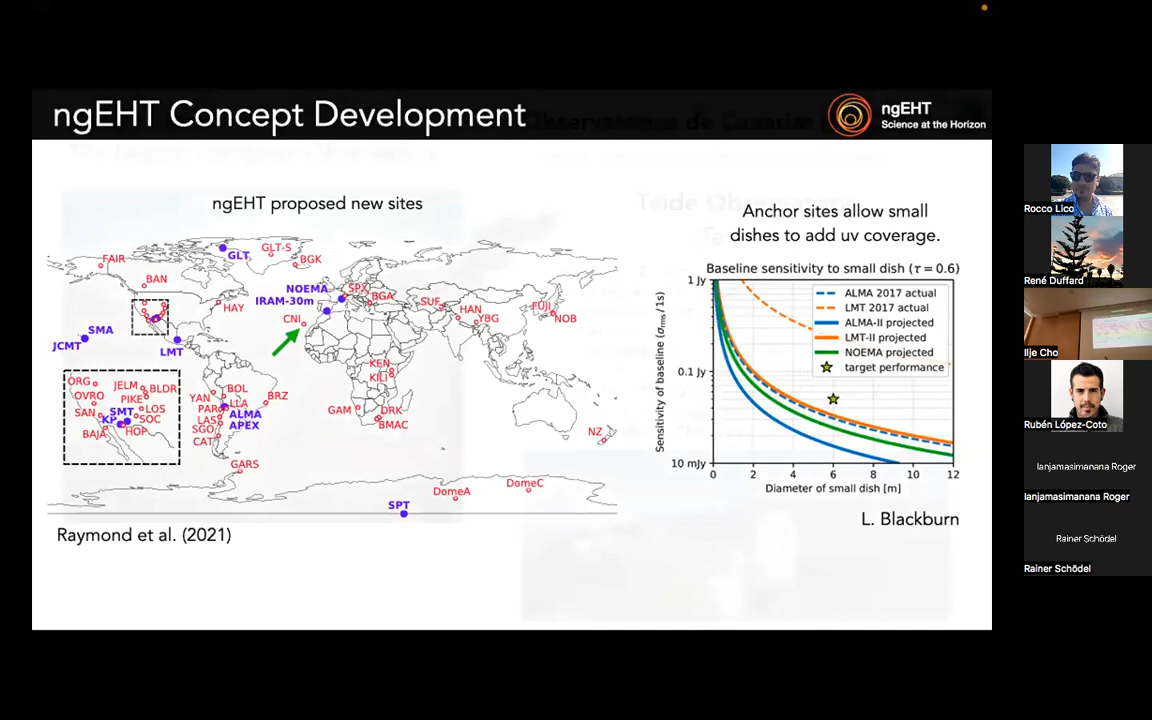 ngEHT Concept Development
ngEHT
Science at the Horizon
ngEHT proposed new sites
FAIR
BAN
GLT
GLT-S
BGK
NOEMA
IRAM-30m
SPX
BGA
SUF
HAN
YBG
FUJI
NOB
HAY
CNI
SMA
JCMT
LMT
ORG
OVRO
SAN
JELM
BLDR
PIKE
SMT
LOS
KP
SOC
HOP
BAJA
YAN
BOL
PAR
LLA
LAS
ALMA
APEX
SGO
CAT
BRZ
KEN
KILI
GAM
DRK
BMAC
NZ
GARS
DomeA
DomeC
SPT
Raymond et al. (2021)
Teide Observ
Anchor sites allow small
dishes to add uv coverage.
Baseline sensitivity to small dish (τ = 0.6)
1 Jy
0.1 Jy
10 mJy
Sensitivity of baseline (σrms/1s)
ALMA 2017 actual
LMT 2017 actual
ALMA-II projected
LMT-II projected
NOEMA projected
target performance
0 2 4 6 8 10 12
Diameter of small dish [m]
L. Blackburn
Rocco Lico
René Duffard
Ilje Cho
Rubén López-Coto
Ianjamasimanana Roger
Ianjamasimanana Roger
Rainer Schödel
Rainer Schödel